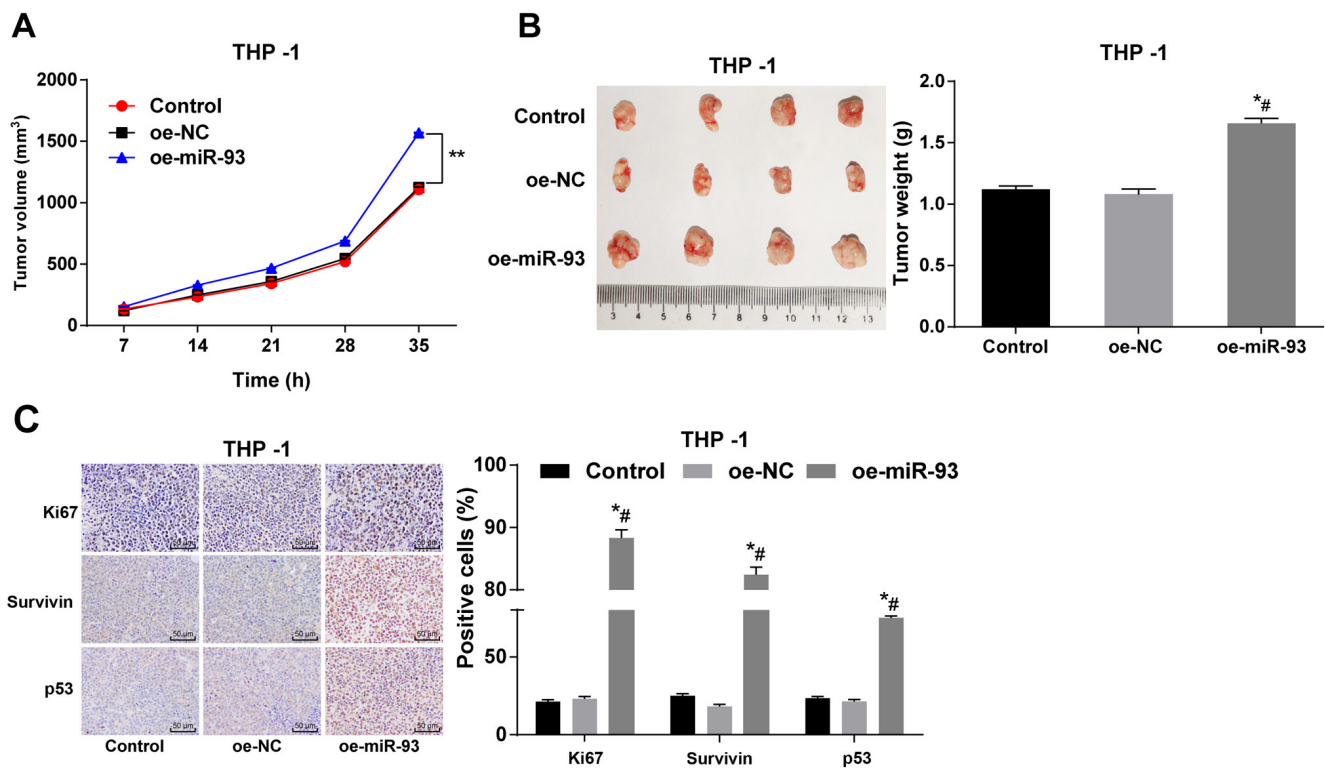 A
THP -1
Tumor volume (mm³)
2000
1500
1000
500
0
Control
oe-NC
oe-miR-93
**
7 14 21 28 35
Time (h)
B
THP -1
Control
oe-NC
oe-miR-93
3 4 5 6 7 8 9 10 11 12 13
THP -1
Tumor weight (g)
2.0
1.5
1.0
0.5
0.0
*#
Control oe-NC oe-miR-93
C
THP -1
Ki67
50 μm 50 μm 50 μm
Survivin
50 μm 50 μm 50 μm
p53
50 μm 50 μm 50 μm
Control oe-NC oe-miR-93
THP -1
Positive cells (%)
100
90
80
50
0
Control oe-NC oe-miR-93
*#
*#
*#
Ki67 Survivin p53